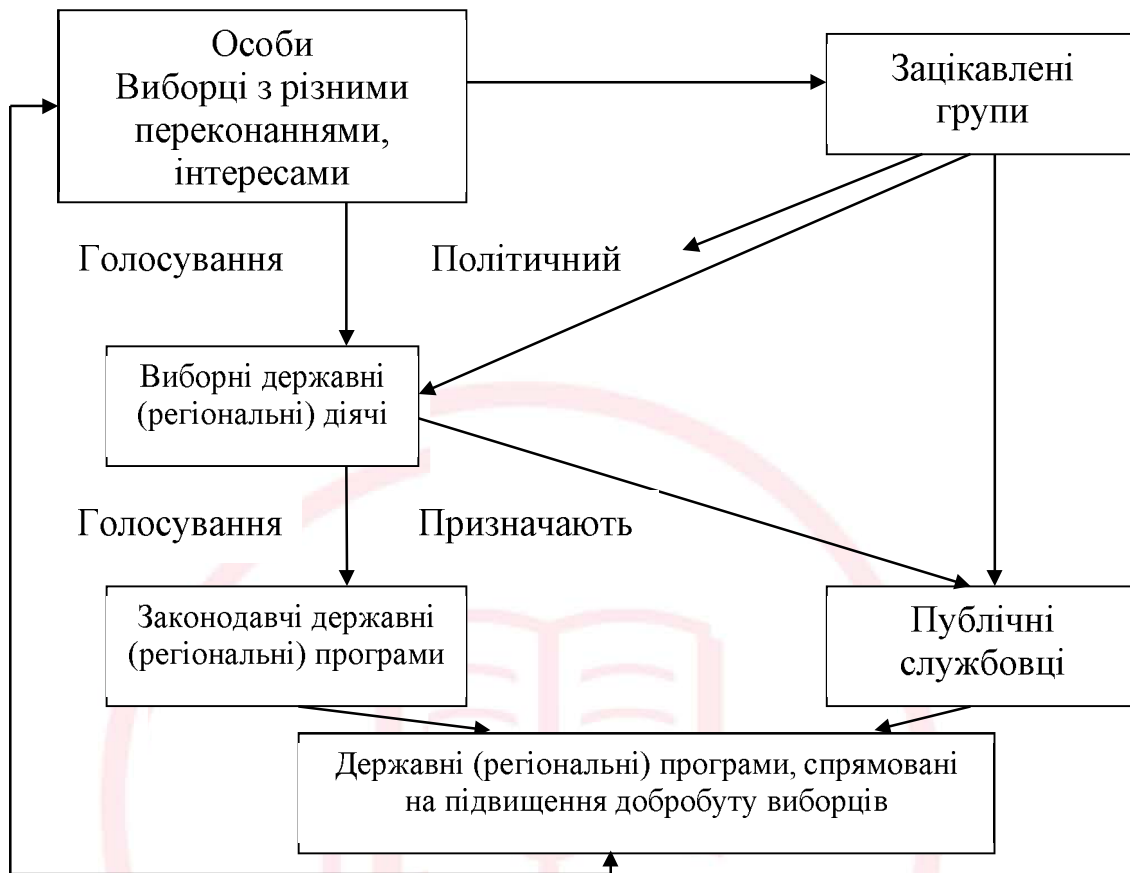 Особи
Виборці з різними
переконаннями,
інтересами
Зацікавлені
групи
Голосування
Політичний
Виборні державні
(регіональні) діячі
Голосування
Призначають
Законодавчі державні
(регіональні) програми
Публічні
службовці
Державні (регіональні) програми, спрямовані
на підвищення добробуту виборців